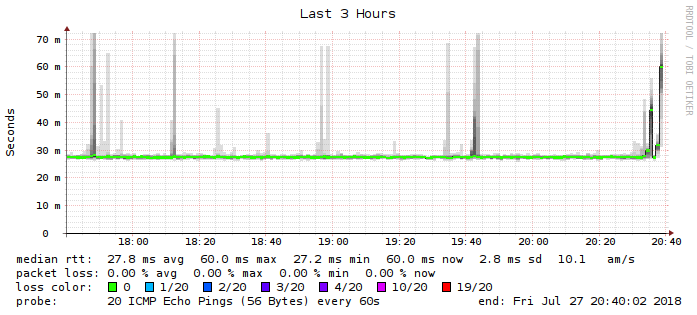 Last 3 Hours
RRDTOOL / TOBI OETIKER
Seconds
70 m
60 m
50 m
40 m
30 m
20 m
10 m
0
18:00 18:20 18:40 19:00 19:20 19:40 20:00 20:20 20:40
median rtt: 27.8 ms avg 60.0 ms max 27.2 ms min 60.0 ms now 2.8 ms sd 10.1 am/s
packet loss: 0.00 % avg 0.00 % max 0.00 % min 0.00 % now
loss color: 0 1/20 2/20 3/20 4/20 10/20 19/20
probe: 20 ICMP Echo Pings (56 Bytes) every 60s end: Fri Jul 27 20:40:02 2018